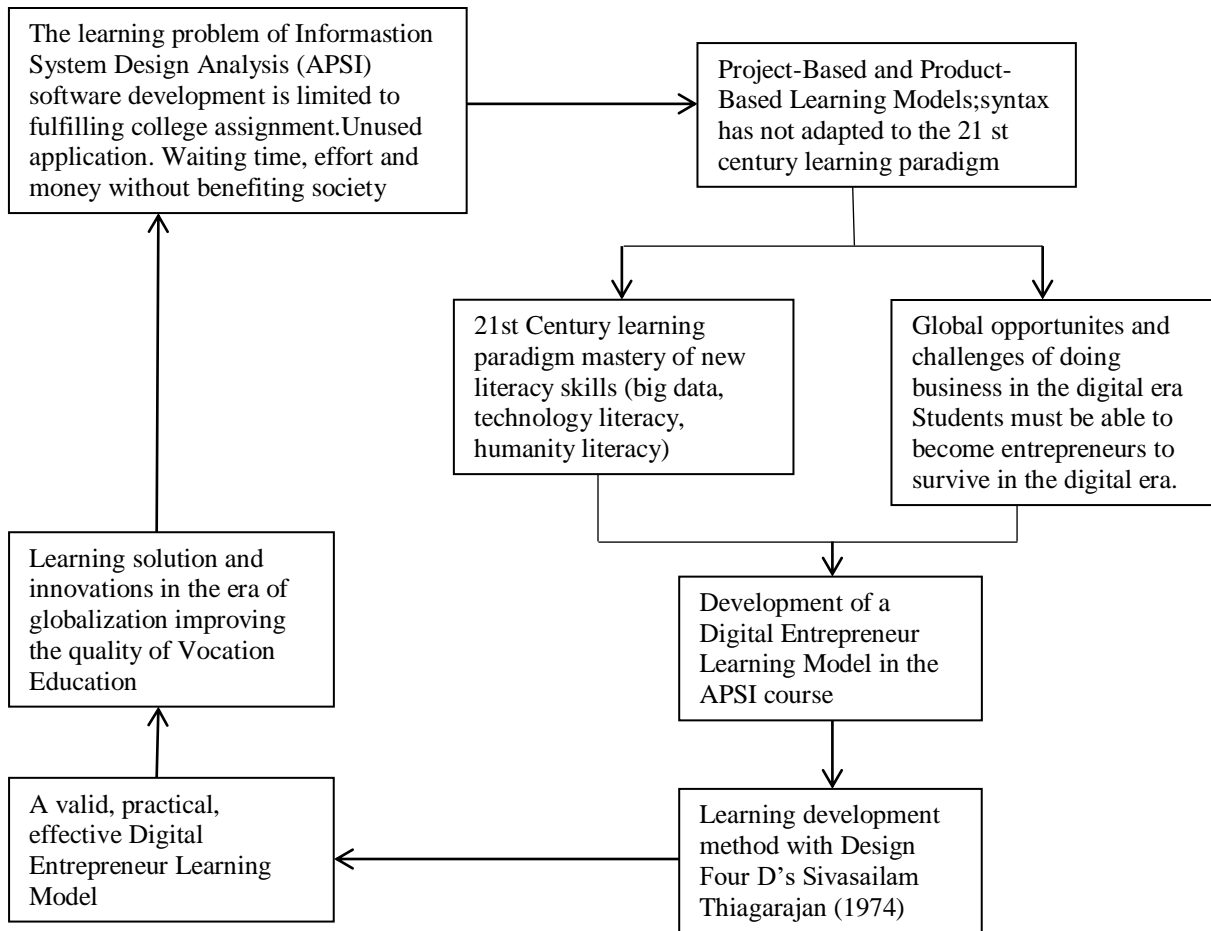 The learning problem of Informastion
System Design Analysis (APSI)
software development is limited to
fulfilling college assignment.Unused
application. Waiting time, effort and
money without benefiting society
Project-Based and Product-
Based Learning Models;syntax
has not adapted to the 21 st
century learning paradigm
21st Century learning
paradigm mastery of new
literacy skills (big data,
technology literacy,
humanity literacy)
Global opportunites and
challenges of doing
business in the digital era
Students must be able to
become entrepreneurs to
survive in the digital era.
Development of a
Digital Entrepreneur
Learning Model in the
APSI course
Learning development
method with Design
Four D’s Sivasailam
Thiagarajan (1974)
A valid, practical,
effective Digital
Entrepreneur Learning
Model
Learning solution and
innovations in the era of
globalization improving
the quality of Vocation
Education